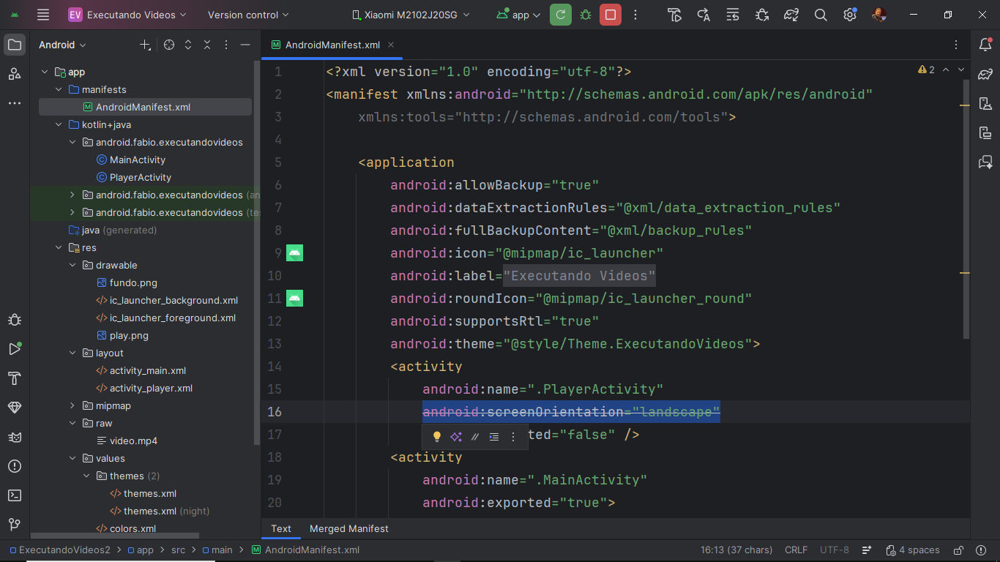 EV Executando Videos
Version control
Xiaomi M2102J20SG
app
Android
AndroidManifest.xml
app
manifests
AndroidManifest.xml
kotlin+java
android.fabio.executandovideos
MainActivity
PlayerActivity
android.fabio.executandovideos (an
android.fabio.executandovideos (te
java (generated)
res
drawable
fundo.png
ic_launcher_background.xml
ic_launcher_foreground.xml
play.png
layout
activity_main.xml
activity_player.xml
mipmap
raw
video.mp4
values
themes (2)
themes.xml
themes.xml (night)
colors.xml
2
1 <?xml version="1.0" encoding="utf-8"?>
2 <manifest xmlns:android="http://schemas.android.com/apk/res/android"
3 xmlns:tools="http://schemas.android.com/tools">
4
5 <application
6 android:allowBackup="true"
7 android:dataExtractionRules="@xml/data_extraction_rules"
8 android:fullBackupContent="@xml/backup_rules"
9 android:icon="@mipmap/ic_launcher"
10 android:label="Executando Videos"
11 android:roundIcon="@mipmap/ic_launcher_round"
12 android:supportsRtl="true"
13 android:theme="@style/Theme.ExecutandoVideos">
14 <activity
15 android:name=".PlayerActivity"
16 android:screenOrientation="landscape"
17 ted="false" />
18 <activity
19 android:name=".MainActivity"
20 android:exported="true">
Text
Merged Manifest
ExecutandoVideos2 > app > src > main > AndroidManifest.xml
16:13 (37 chars)
CRLF
UTF-8
4 spaces